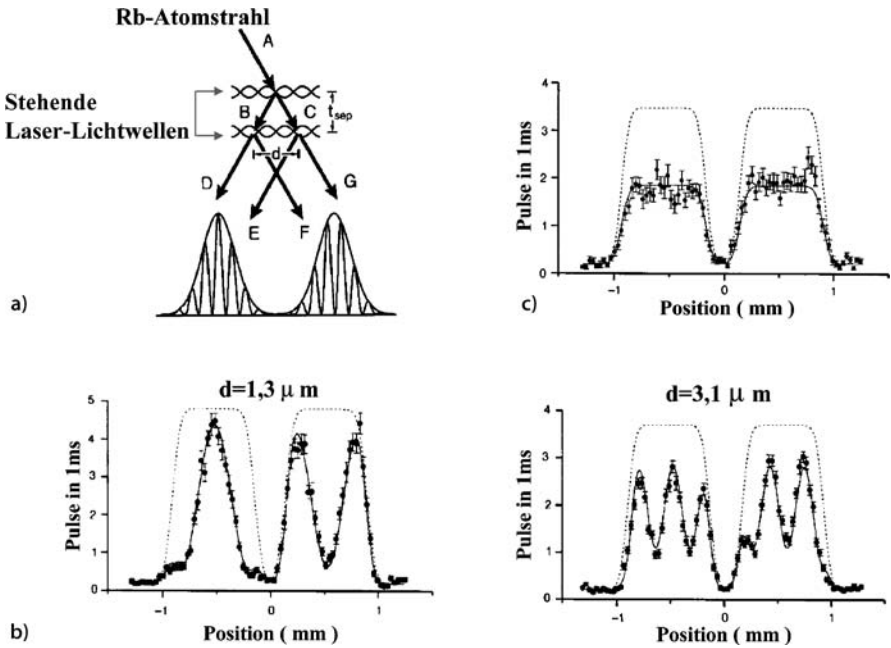 Rb-Atomstrahl
A
Stehende
Laser-Lichtwellen
B
C
t sep
d
D
G
E
F
a)
4
3
2
1
0
Pulse in 1ms
-1
0
1
Position ( mm )
c)
d=1,3 μ m
5
4
3
2
1
0
Pulse in 1ms
-1
0
1
Position ( mm )
b)
d=3,1 μ m
4
3
2
1
0
Pulse in 1ms
-1
0
1
Position ( mm )